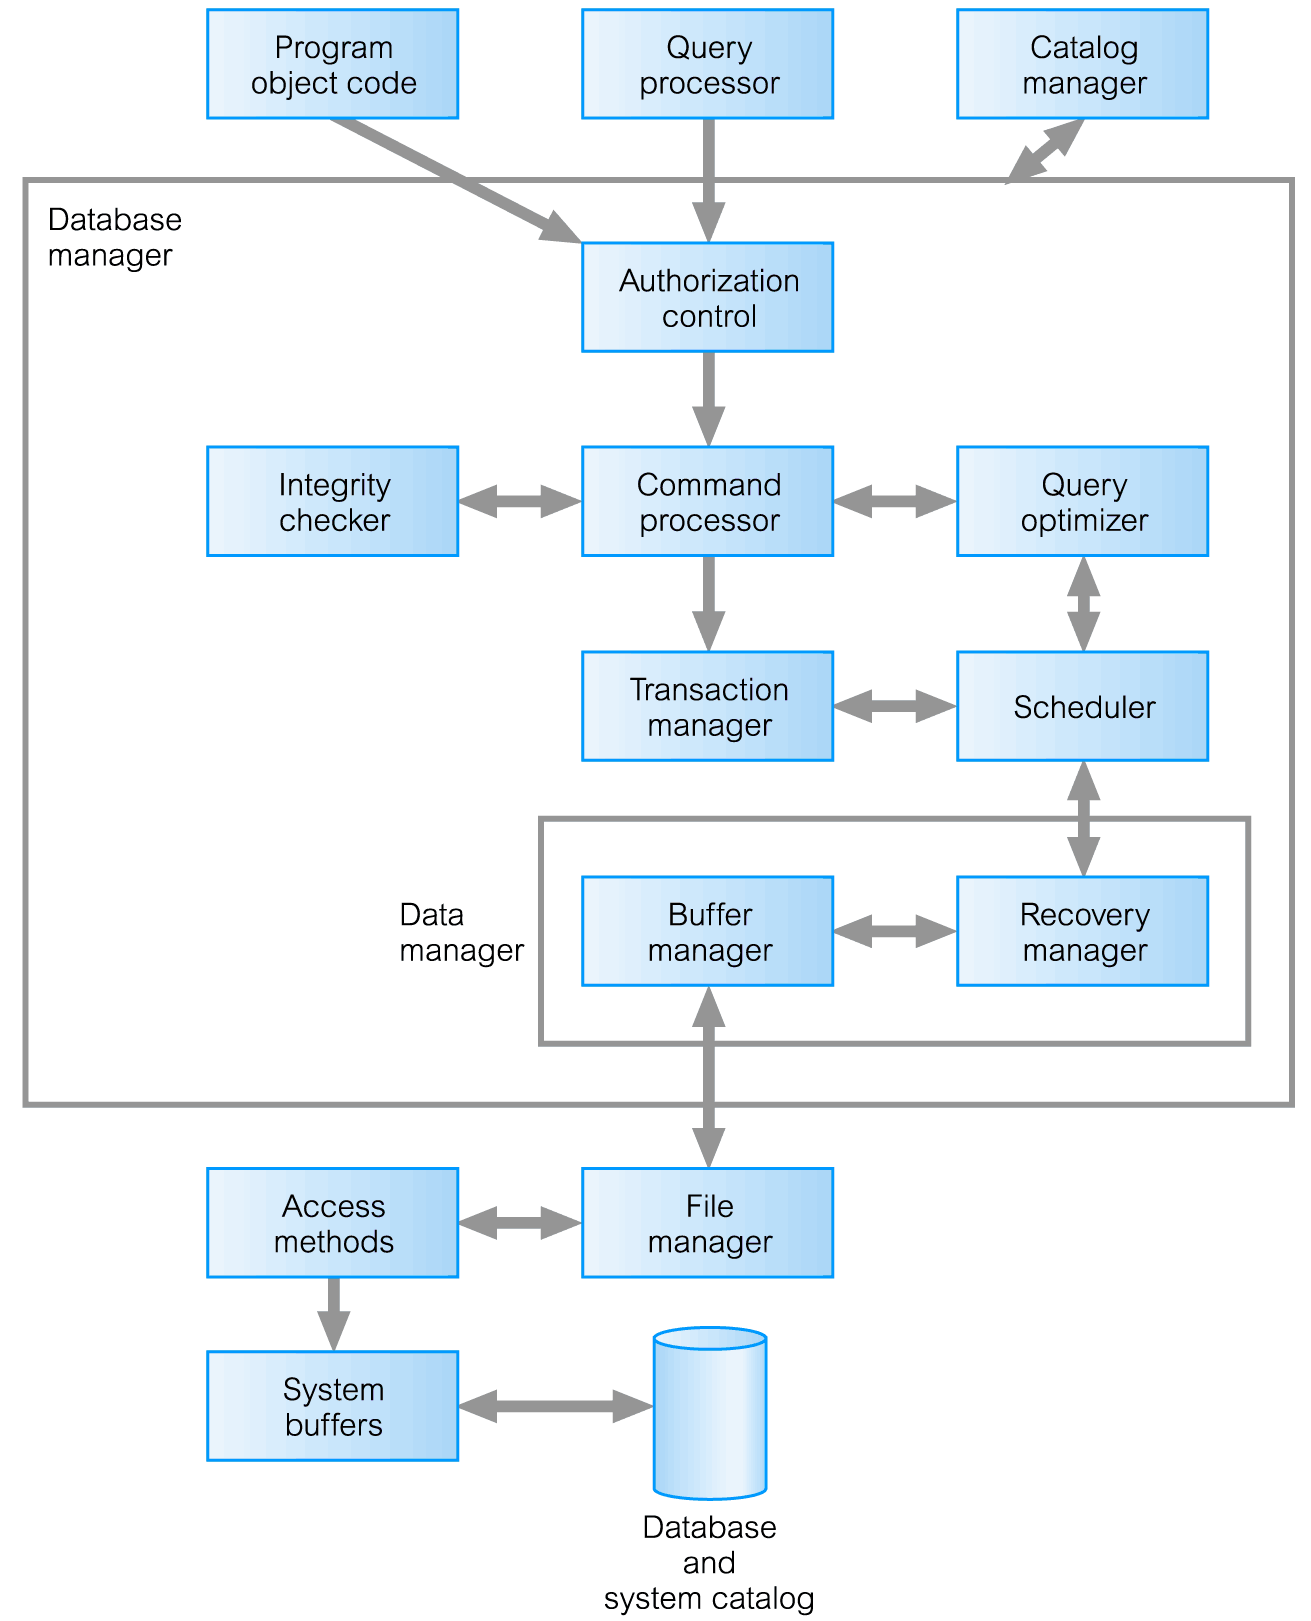 Program
object code
Query
processor
Catalog
manager
Database
manager
Authorization
control
Integrity
checker
Command
processor
Query
optimizer
Transaction
manager
Scheduler
Data
manager
Buffer
manager
Recovery
manager
Access
methods
File
manager
System
buffers
Database
and
system catalog